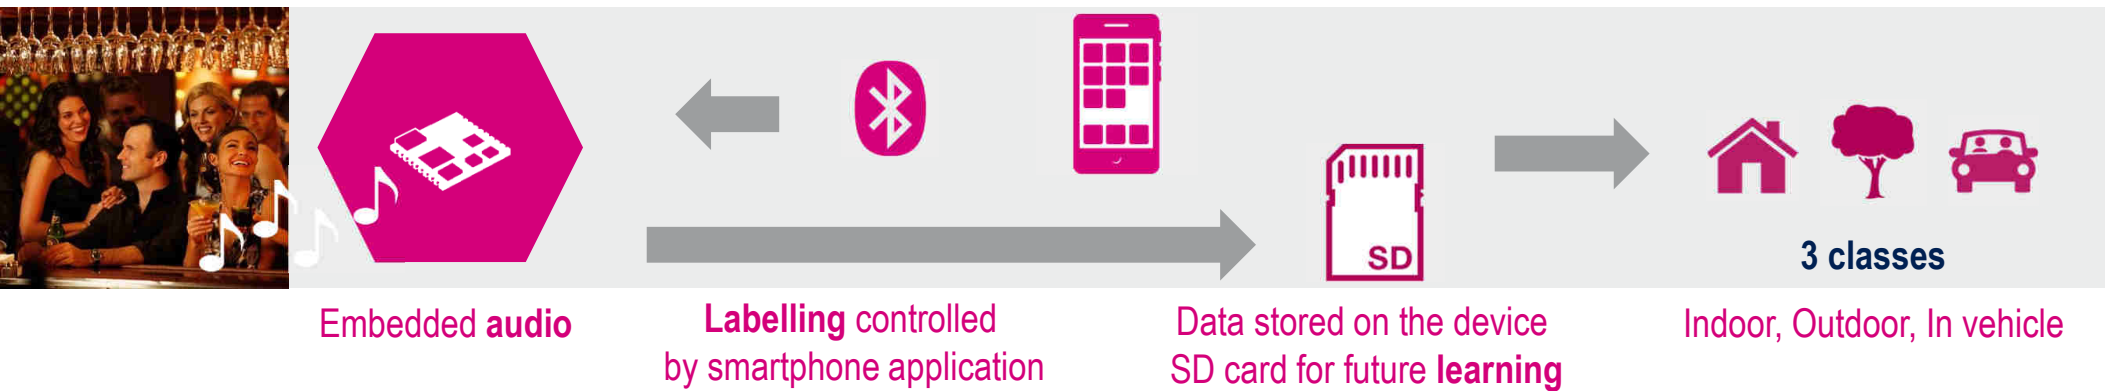 SD
3 classes
Embedded audio
Labelling controlled
by smartphone application
Data stored on the device
SD card for future learning
Indoor, Outdoor, In vehicle